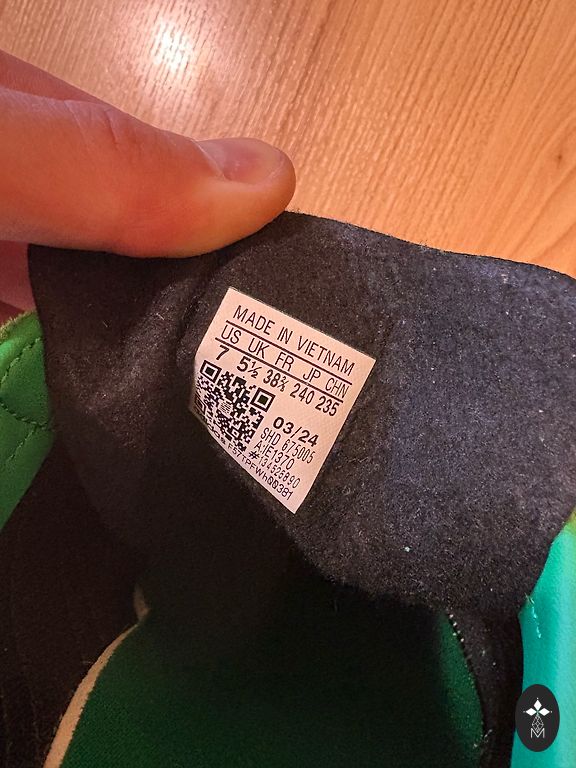 MADE IN VIETNAM
US UK FR JP CHN
7 5½ 38⅔ 240 235
03/24
SHD 675005
A:IE1370
M